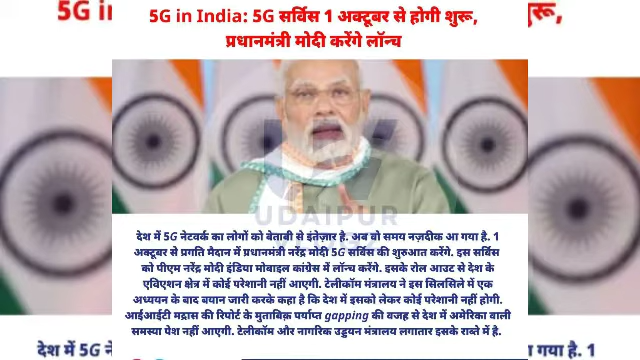 5G in India: 5G सर्विस 1 अक्टूबर से होगी शुरू,
प्रधानमंत्री मोदी करेंगे लॉन्च
UDAIPUR
देश में 5G नेटवर्क का लोगों को बेताबी से इंतेज़ार है. अब वो समय नज़दीक आ गया है. 1
अक्टूबर से प्रगति मैदान में प्रधानमंत्री नरेंद्र मोदी 5G सर्विस की शुरुआत करेंगे. इस सर्विस
को पीएम नरेंद्र मोदी इंडिया मोबाइल कांग्रेस में लॉन्च करेंगे. इसके रोल आउट से देश के
एविएशन क्षेत्र में कोई परेशानी नहीं आएगी. टेलीकॉम मंत्रालय ने इस सिलसिले में एक
अध्ययन के बाद बयान जारी करके कहा है कि देश में इसको लेकर कोई परेशानी नहीं होगी.
आईआईटी मद्रास की रिपोर्ट के मुताबिक़ पर्याप्त gapping की वजह से देश में अमेरिका वाली
समस्या पेश नहीं आएगी. टेलीकॉम और नागरिक उड्डयन मंत्रालय लगातार इसके राब्ते में है.